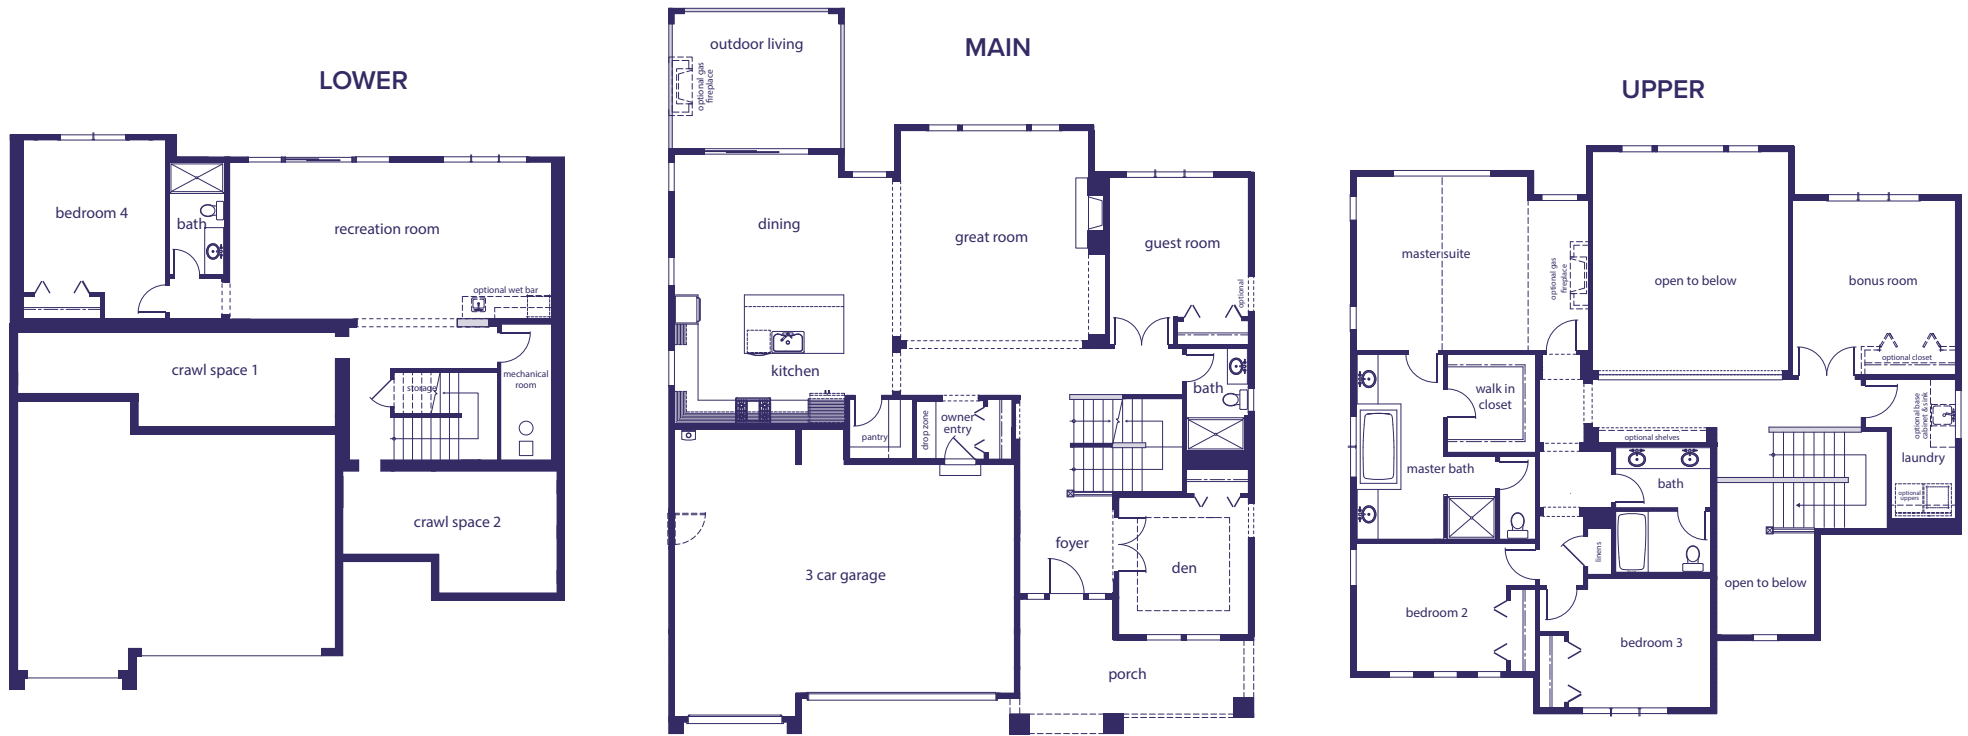 LOWER
bedroom 4
bath
recreation room
optional wet bar
crawl space 1
storage
mechanical
room
crawl space 2
MAIN
outdoor living
optional gas
fireplace
dining
great room
guest room
optional
kitchen
pantry
drop zone
owner
entry
bath
foyer
den
3 car garage
porch
UPPER
master suite
optional gas
fireplace
open to below
bonus room
optional closet
walk in
closet
optional shelves
optional base
cabinet & sink
laundry
optional
uppers
master bath
bath
linens
open to below
bedroom 2
bedroom 3